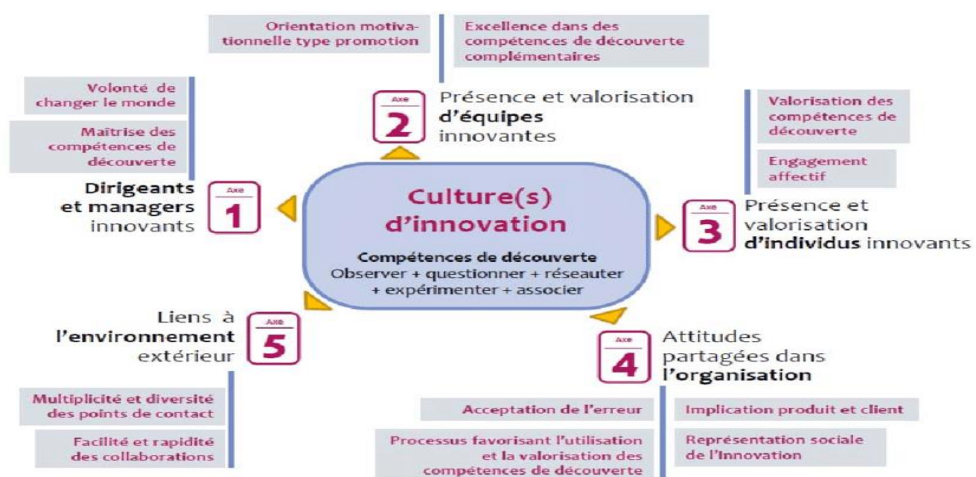 Orientation motiva-
tionnelle type promotion
Excellence dans des
compétences de découverte
complémentaires
Volonté de
changer le monde
Maîtrise des
compétences de
découverte
Dirigeants
et managers
innovants
Axe
1
Axe
2
Présence et valorisation
d'équipes
innovantes
Valorisation des
compétences de
découverte
Engagement
affectif
Axe
3
Présence et
valorisation
d'individus innovants
Culture(s)
d'innovation
Compétences de découverte
Observer + questionner + réseauter
+ expérimenter + associer
Liens à
l'environnement
extérieur
Axe
5
Multiplicité et diversité
des points de contact
Facilité et rapidité
des collaborations
Axe
4
Attitudes
partagées dans
l'organisation
Acceptation de l'erreur
Processus favorisant l'utilisation
et la valorisation des
compétences de découverte
Implication produit et client
Représentation sociale
de l'Innovation